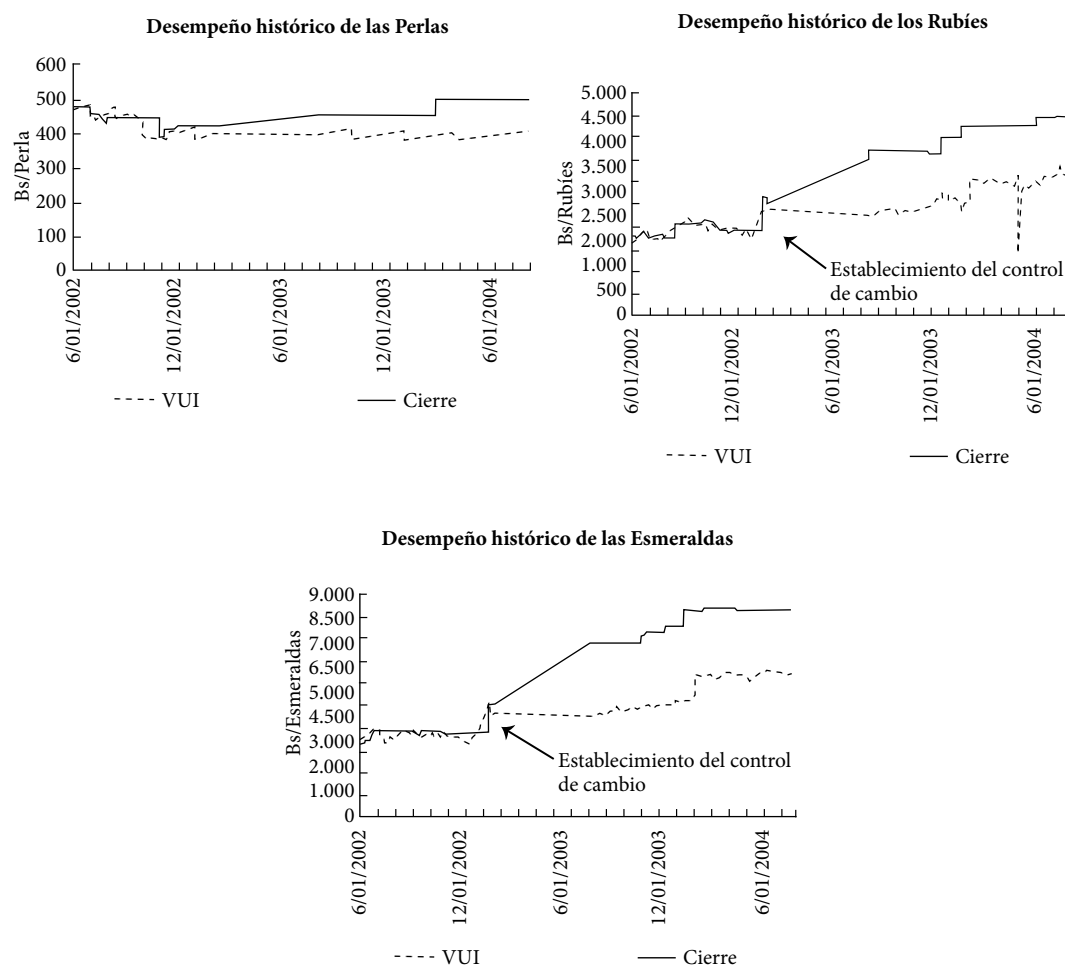 Desempeño histórico de las Perlas
Bs/Perla
600
500
400
300
200
100
0
6/01/2002
12/01/2002
6/01/2003
12/01/2003
6/01/2004
VUI
Cierre
Desempeño histórico de los Rubíes
Bs/Rubíes
5.000
4.500
4.000
3.500
3.000
2.500
2.000
1.000
500
0
Establecimiento del control
de cambio
6/01/2002
12/01/2002
6/01/2003
12/01/2003
6/01/2004
VUI
Cierre
Desempeño histórico de las Esmeraldas
Bs/Esmeraldas
9.000
8.500
7.000
6.500
5.000
4.500
3.000
2.000
1.000
0
Establecimiento del control
de cambio
6/01/2002
12/01/2002
6/01/2003
12/01/2003
6/01/2004
VUI
Cierre